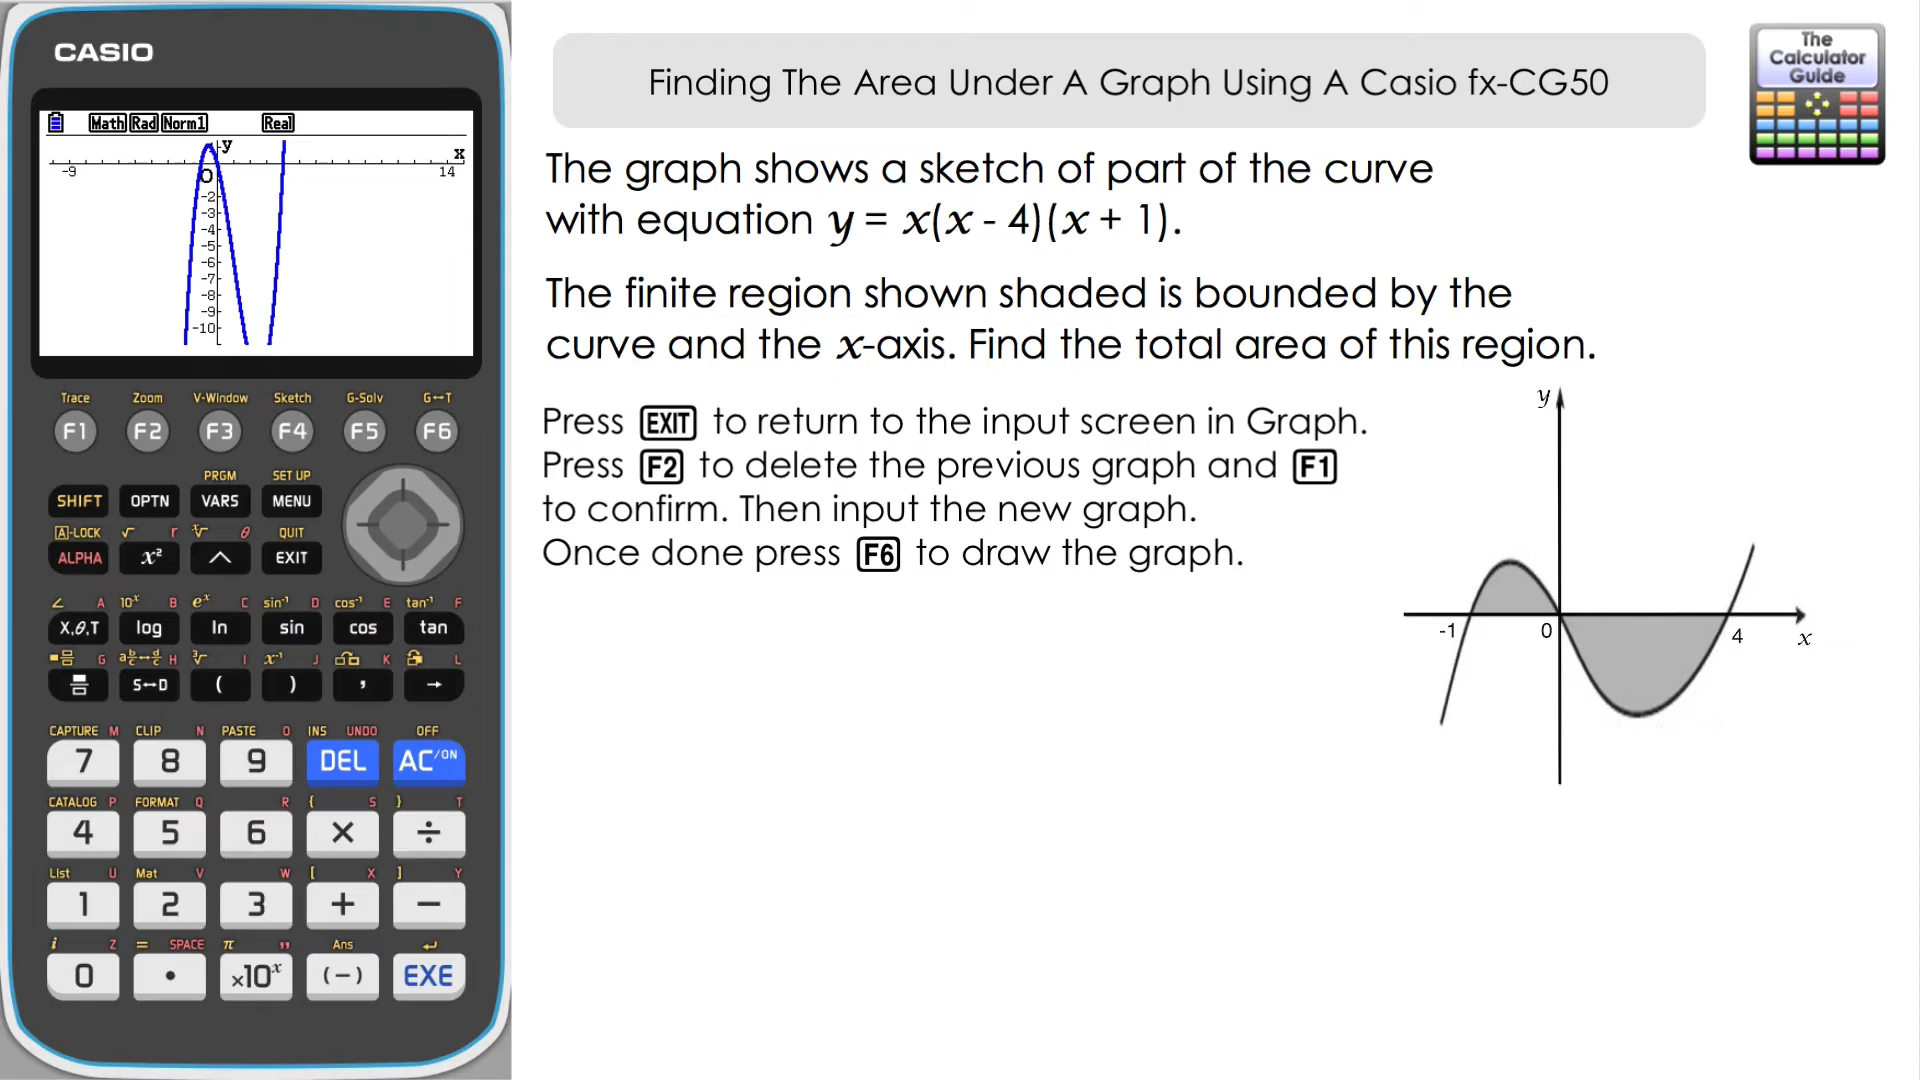 CASIO
Math Rad Norm1 Real
y
x
-9
O
14
-2
-3
-4
-5
-6
-7
-8
-9
-10
Trace Zoom V-Window Sketch G-Solv G↔T
F1 F2 F3 F4 F5 F6
PRGM SET UP
SHIFT OPTN VARS MENU
A-LOCK √ r ˣ√ θ QUIT
ALPHA x² ^ EXIT
∠ A 10ˣ B eˣ C sin⁻¹ D cos⁻¹ E tan⁻¹ F
X,θ,T log ln sin cos tan
G a b/c↔d/c H ³√ I x⁻¹ J K L
S↔D ( ) , →
CAPTURE M CLIP N PASTE O INS UNDO OFF
7 8 9 DEL AC/ON
CATALOG P FORMAT Q R { S } T
4 5 6 × ÷
List U Mat V W [ X ] Y
1 2 3 + −
i Z = SPACE π ,, Ans ↵
0 • ×10ˣ (−) EXE
Finding The Area Under A Graph Using A Casio fx-CG50
The
Calculator
Guide
The graph shows a sketch of part of the curve
with equation y = x(x - 4)(x + 1).
The finite region shown shaded is bounded by the
curve and the x-axis. Find the total area of this region.
Press EXIT to return to the input screen in Graph.
Press F2 to delete the previous graph and F1
to confirm. Then input the new graph.
Once done press F6 to draw the graph.
y
-1 0 4 x